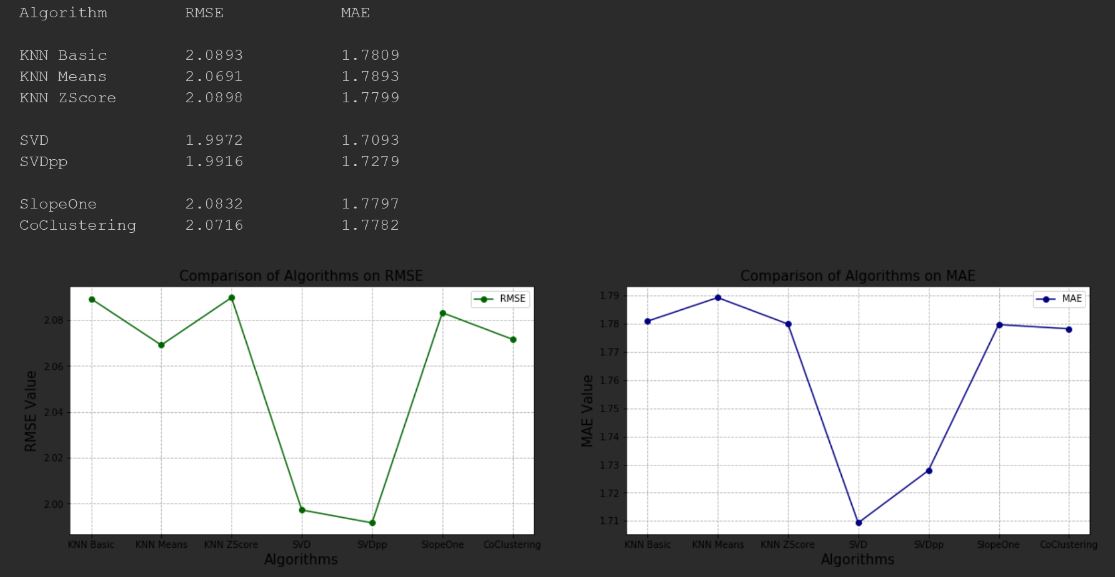 Algorithm RMSE MAE
KNN Basic 2.0893 1.7809
KNN Means 2.0691 1.7893
KNN ZScore 2.0898 1.7799
SVD 1.9972 1.7093
SVDpp 1.9916 1.7279
SlopeOne 2.0832 1.7797
CoClustering 2.0716 1.7782
Comparison of Algorithms on RMSE
RMSE
RMSE Value
2.08
2.06
2.04
2.02
2.00
KNN Basic KNN Means KNN ZScore SVD SVDpp SlopeOne CoClustering
Algorithms
Comparison of Algorithms on MAE
MAE
MAE Value
1.79
1.78
1.77
1.76
1.75
1.74
1.73
1.72
1.71
KNN Basic KNN Means KNN ZScore SVD SVDpp SlopeOne CoClustering
Algorithms